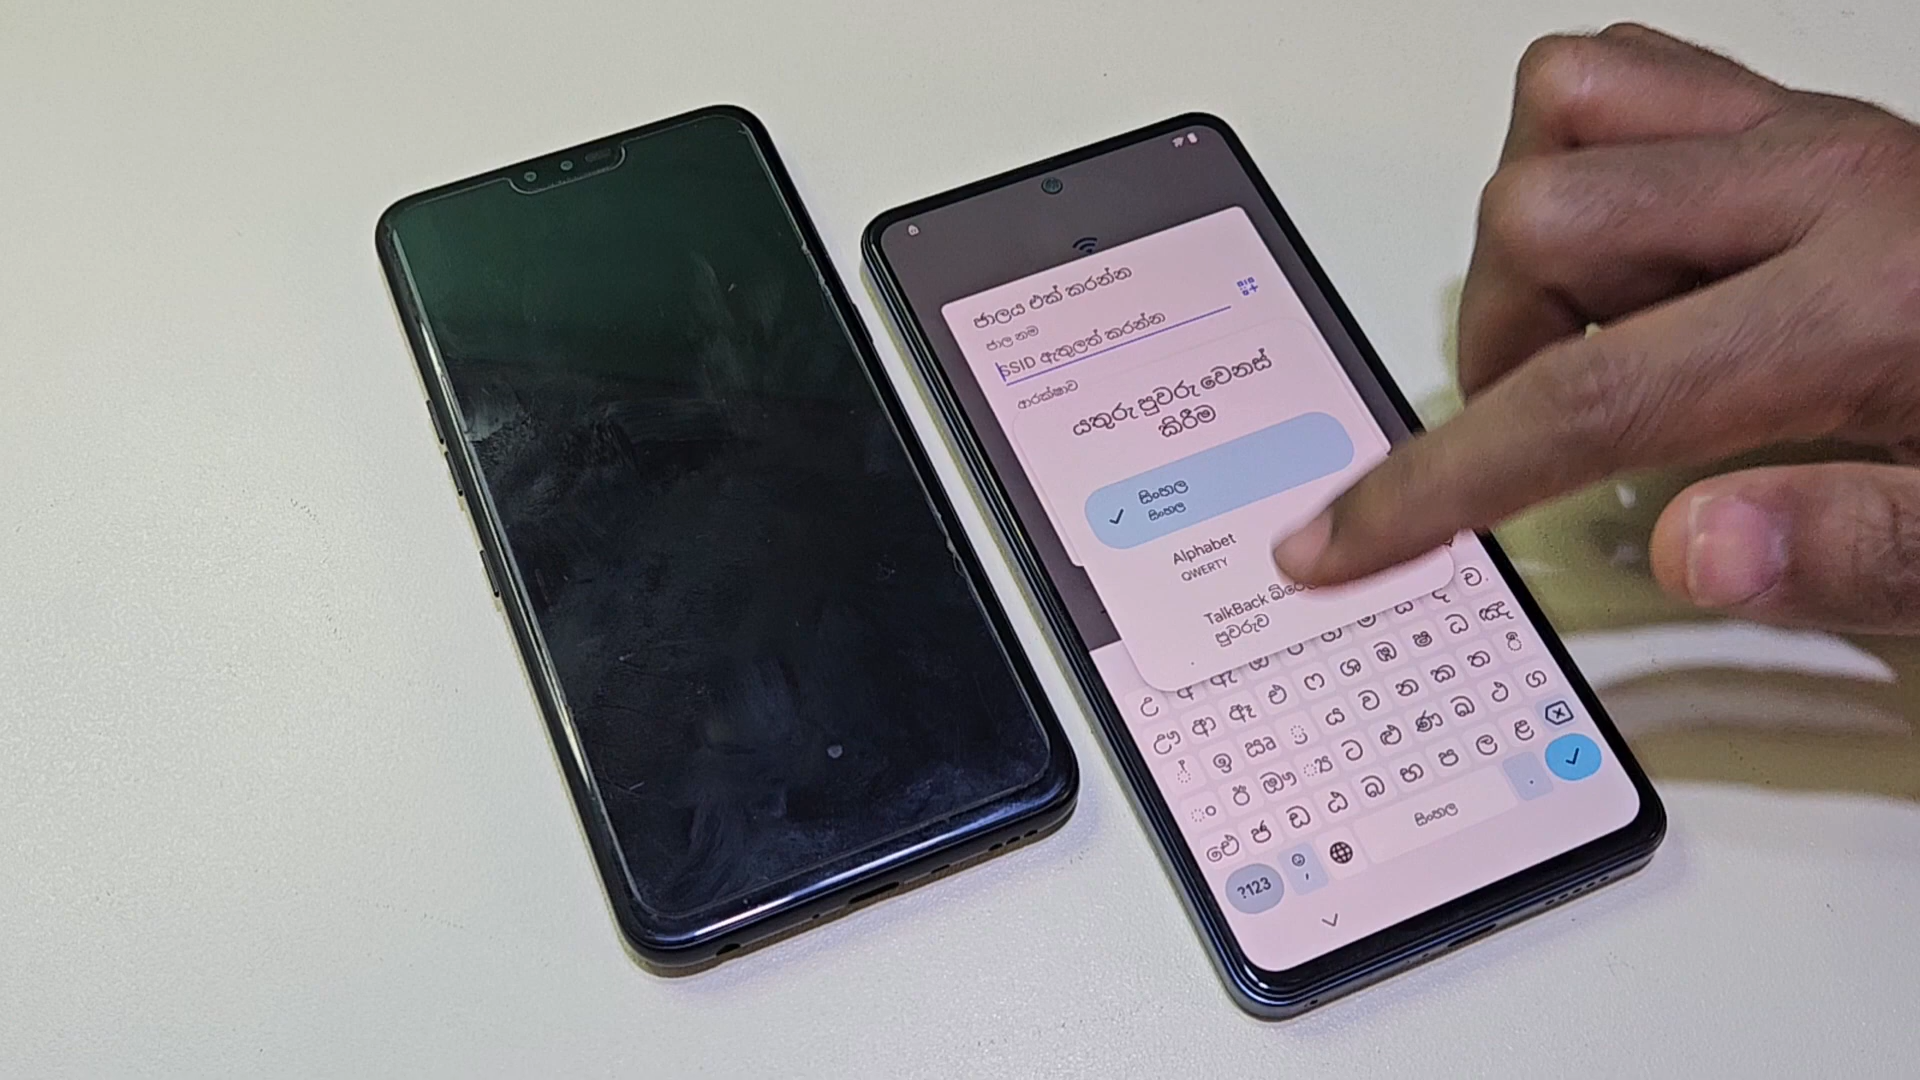 ජාලය එක් කරන්න
ජාල නම
SSID ඇතුලත් කරන්න
ආරක්ෂාව
යතුරු පුවරු වෙනස්
කිරීම
සිංහල
සිංහල
Alphabet
QWERTY
TalkBack
පුවරුව
උ
ඌ ආ ඈ එ ෆ ශ ඹ ෂ ධ ඤ
ඉ ඍ ය ව න ක ත
ං ඊ ඖ ට ළු ණ ඛ ථ ග
ඓ ඡ ඩ ඨ ඛ භ ප ල ළ
?123 , සිංහල .